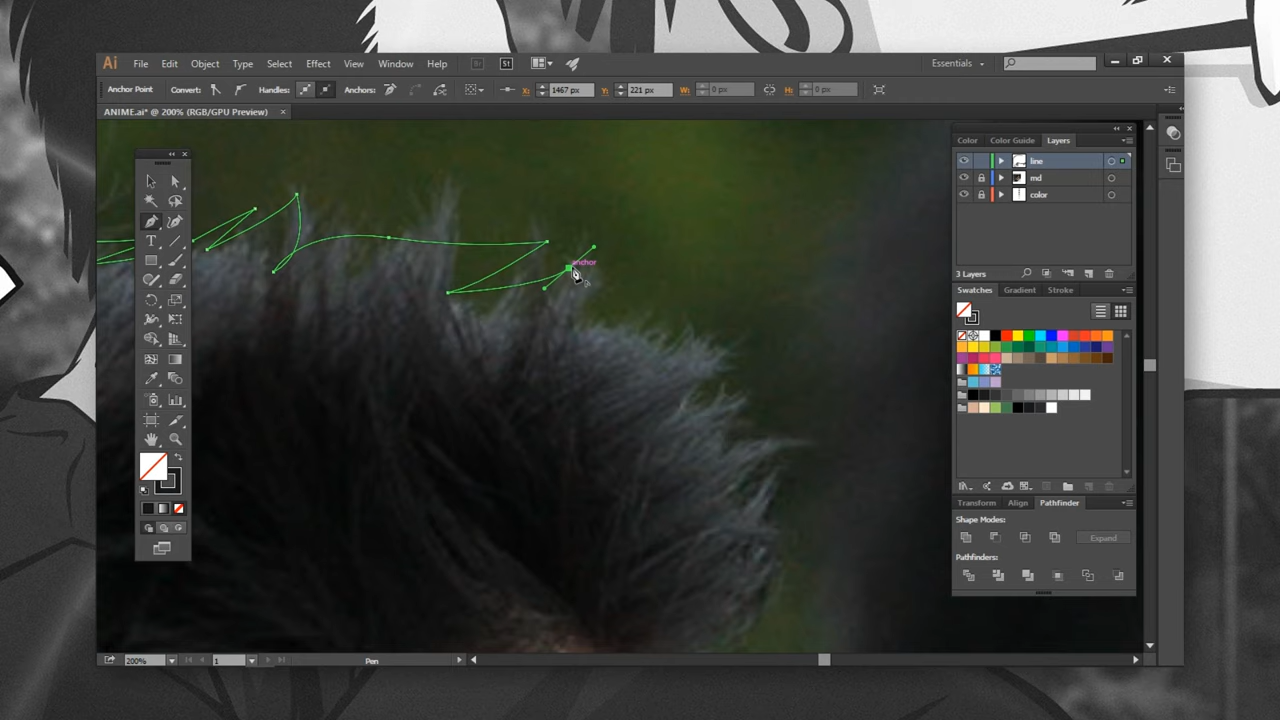 Ai File Edit Object Type Select Effect View Window Help Br St Essentials
Anchor Point Convert: Handles: Anchors: X: 1467 px Y: 221 px W: 0 px H: 0 px
ANIME.ai* @ 200% (RGB/GPU Preview)
Color Color Guide Layers
line
md
color
3 Layers
Swatches Gradient Stroke
Transform Align Pathfinder
Shape Modes:
Expand
Pathfinders:
anchor
200% 1 Pen